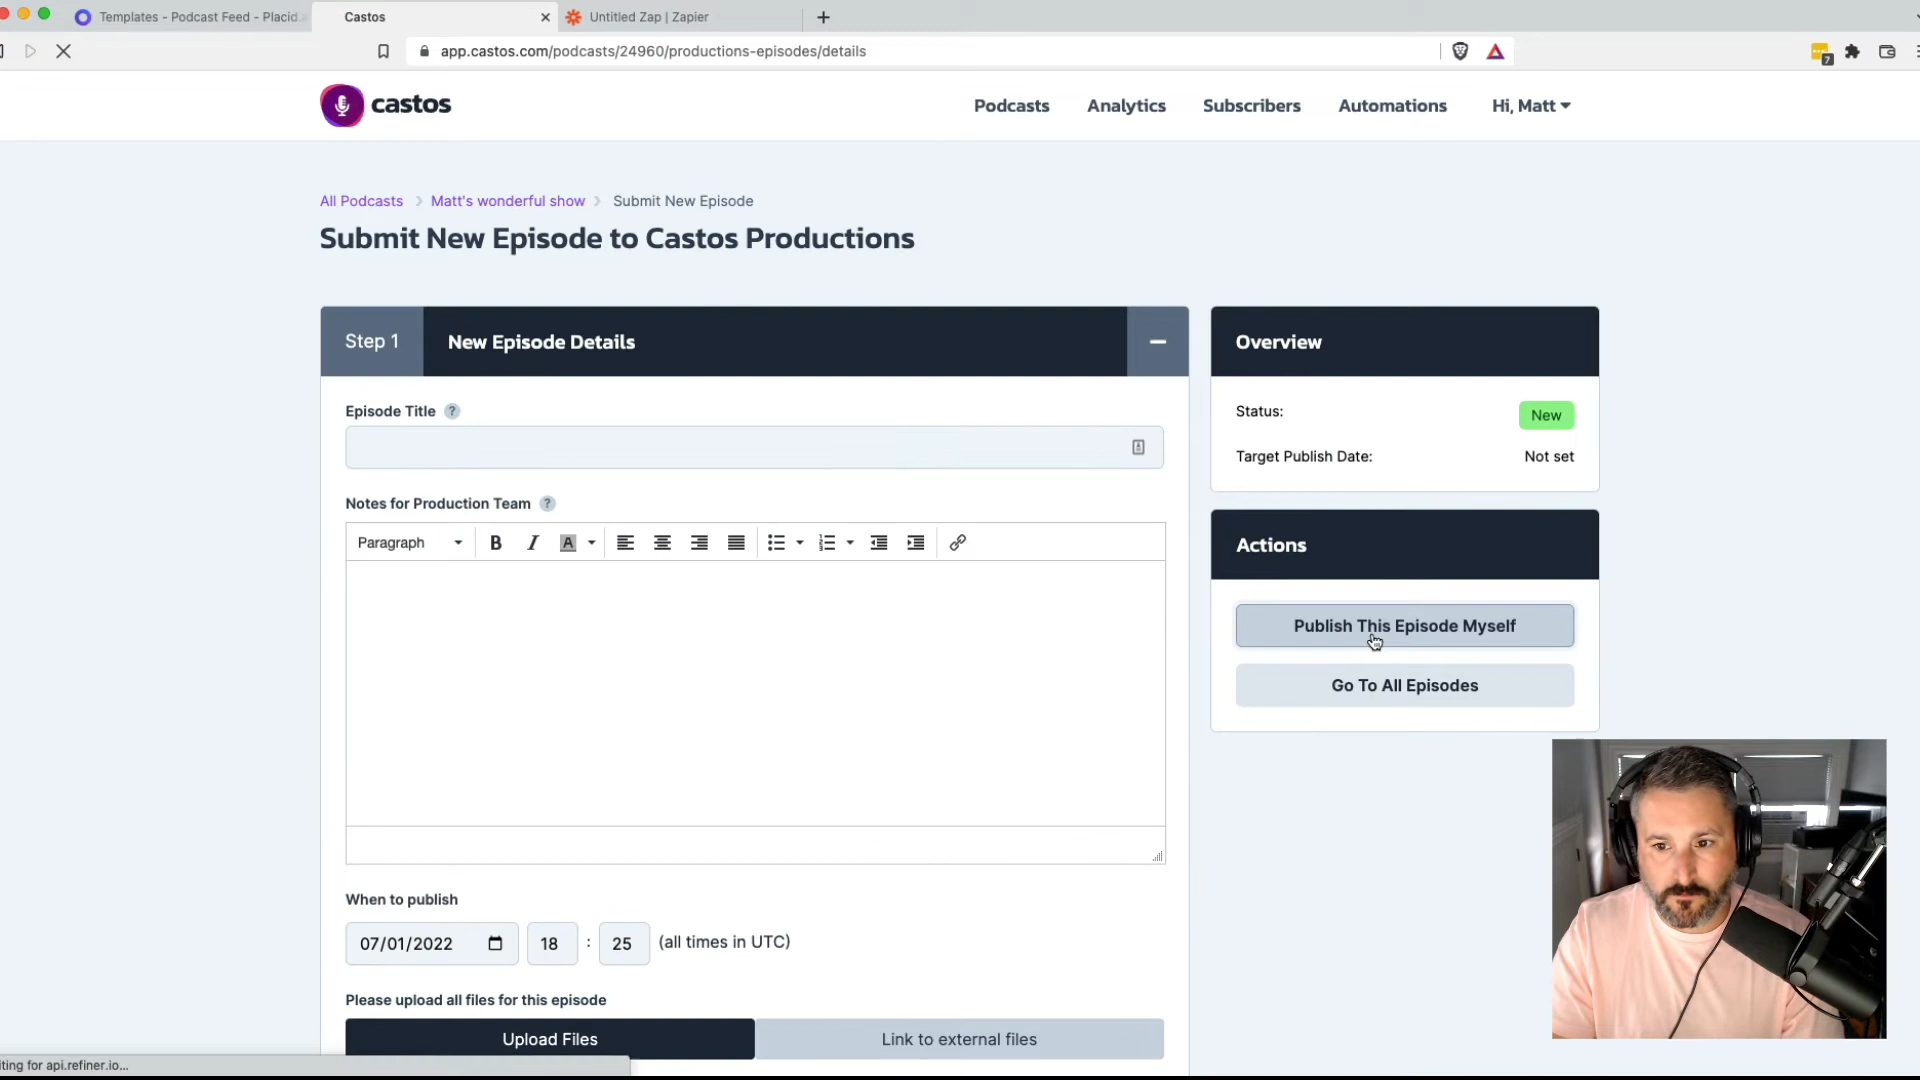 Templates - Podcast Feed - Placid.
Castos
Untitled Zap | Zapier
app.castos.com/podcasts/24960/productions-episodes/details
7
castos
Podcasts
Analytics
Subscribers
Automations
Hi, Matt
All Podcasts > Matt's wonderful show > Submit New Episode
Submit New Episode to Castos Productions
Step 1
New Episode Details
Episode Title ?
Notes for Production Team ?
Paragraph
B I A
When to publish
07/01/2022 18 : 25 (all times in UTC)
Please upload all files for this episode
Upload Files
Link to external files
Overview
Status: New
Target Publish Date: Not set
Actions
Publish This Episode Myself
Go To All Episodes
iting for api.refiner.io...